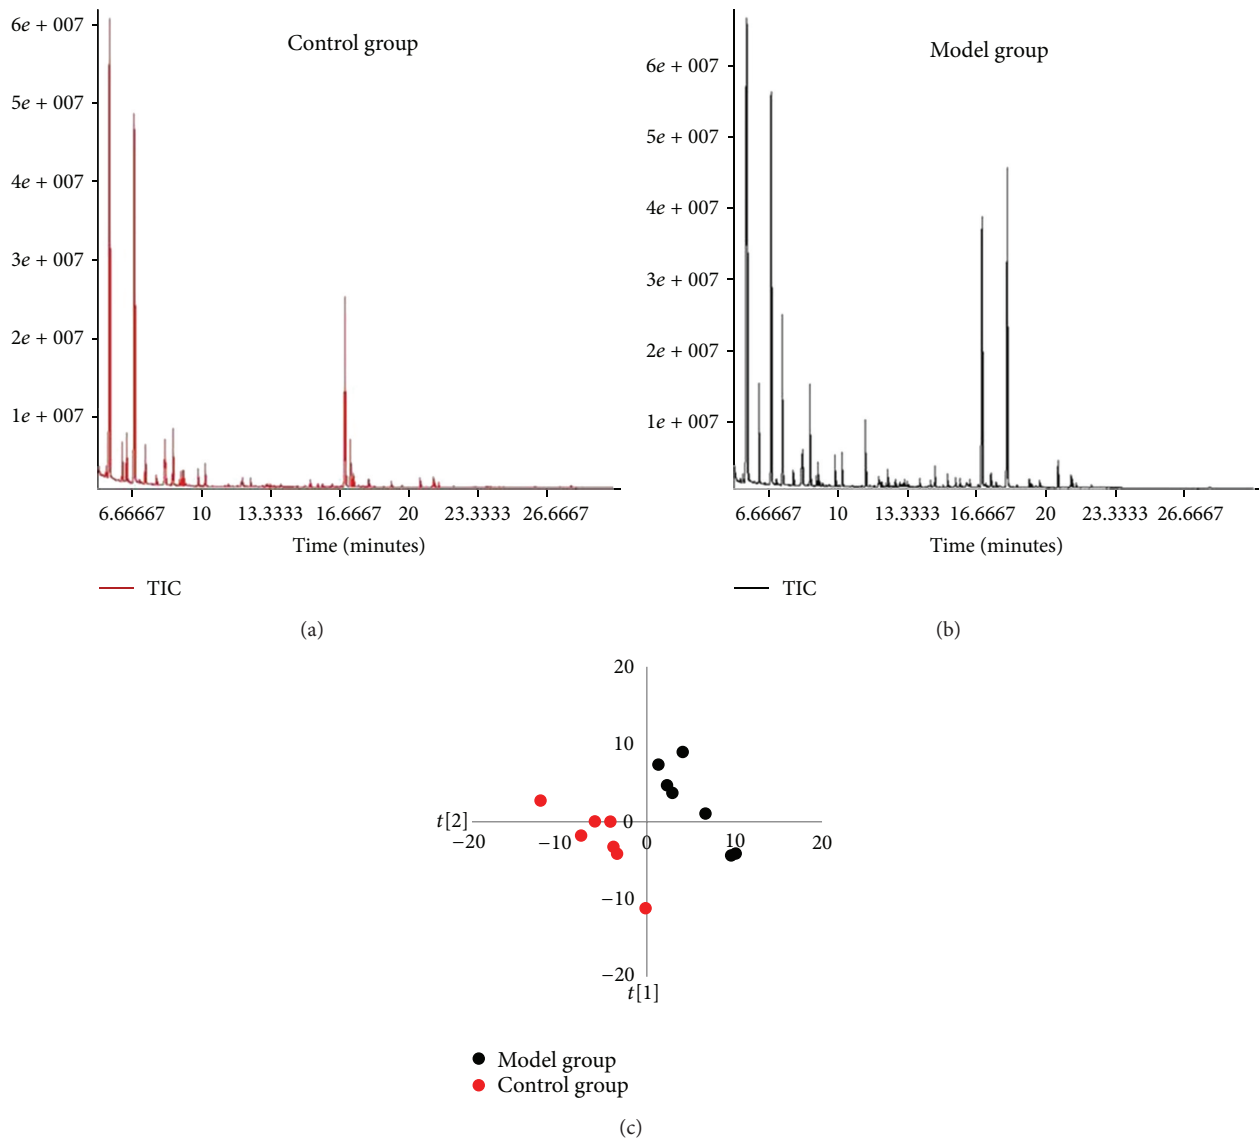 Control group
6e + 007
5e + 007
4e + 007
3e + 007
2e + 007
1e + 007
6.66667 10 13.3333 16.6667 20 23.3333 26.6667
Time (minutes)
TIC
(a)
Model group
6e + 007
5e + 007
4e + 007
3e + 007
2e + 007
1e + 007
6.66667 10 13.3333 16.6667 20 23.3333 26.6667
Time (minutes)
TIC
(b)
20
10
t[2] 0
−20 −10 0 10 20
−10
−20
t[1]
Model group
Control group
(c)